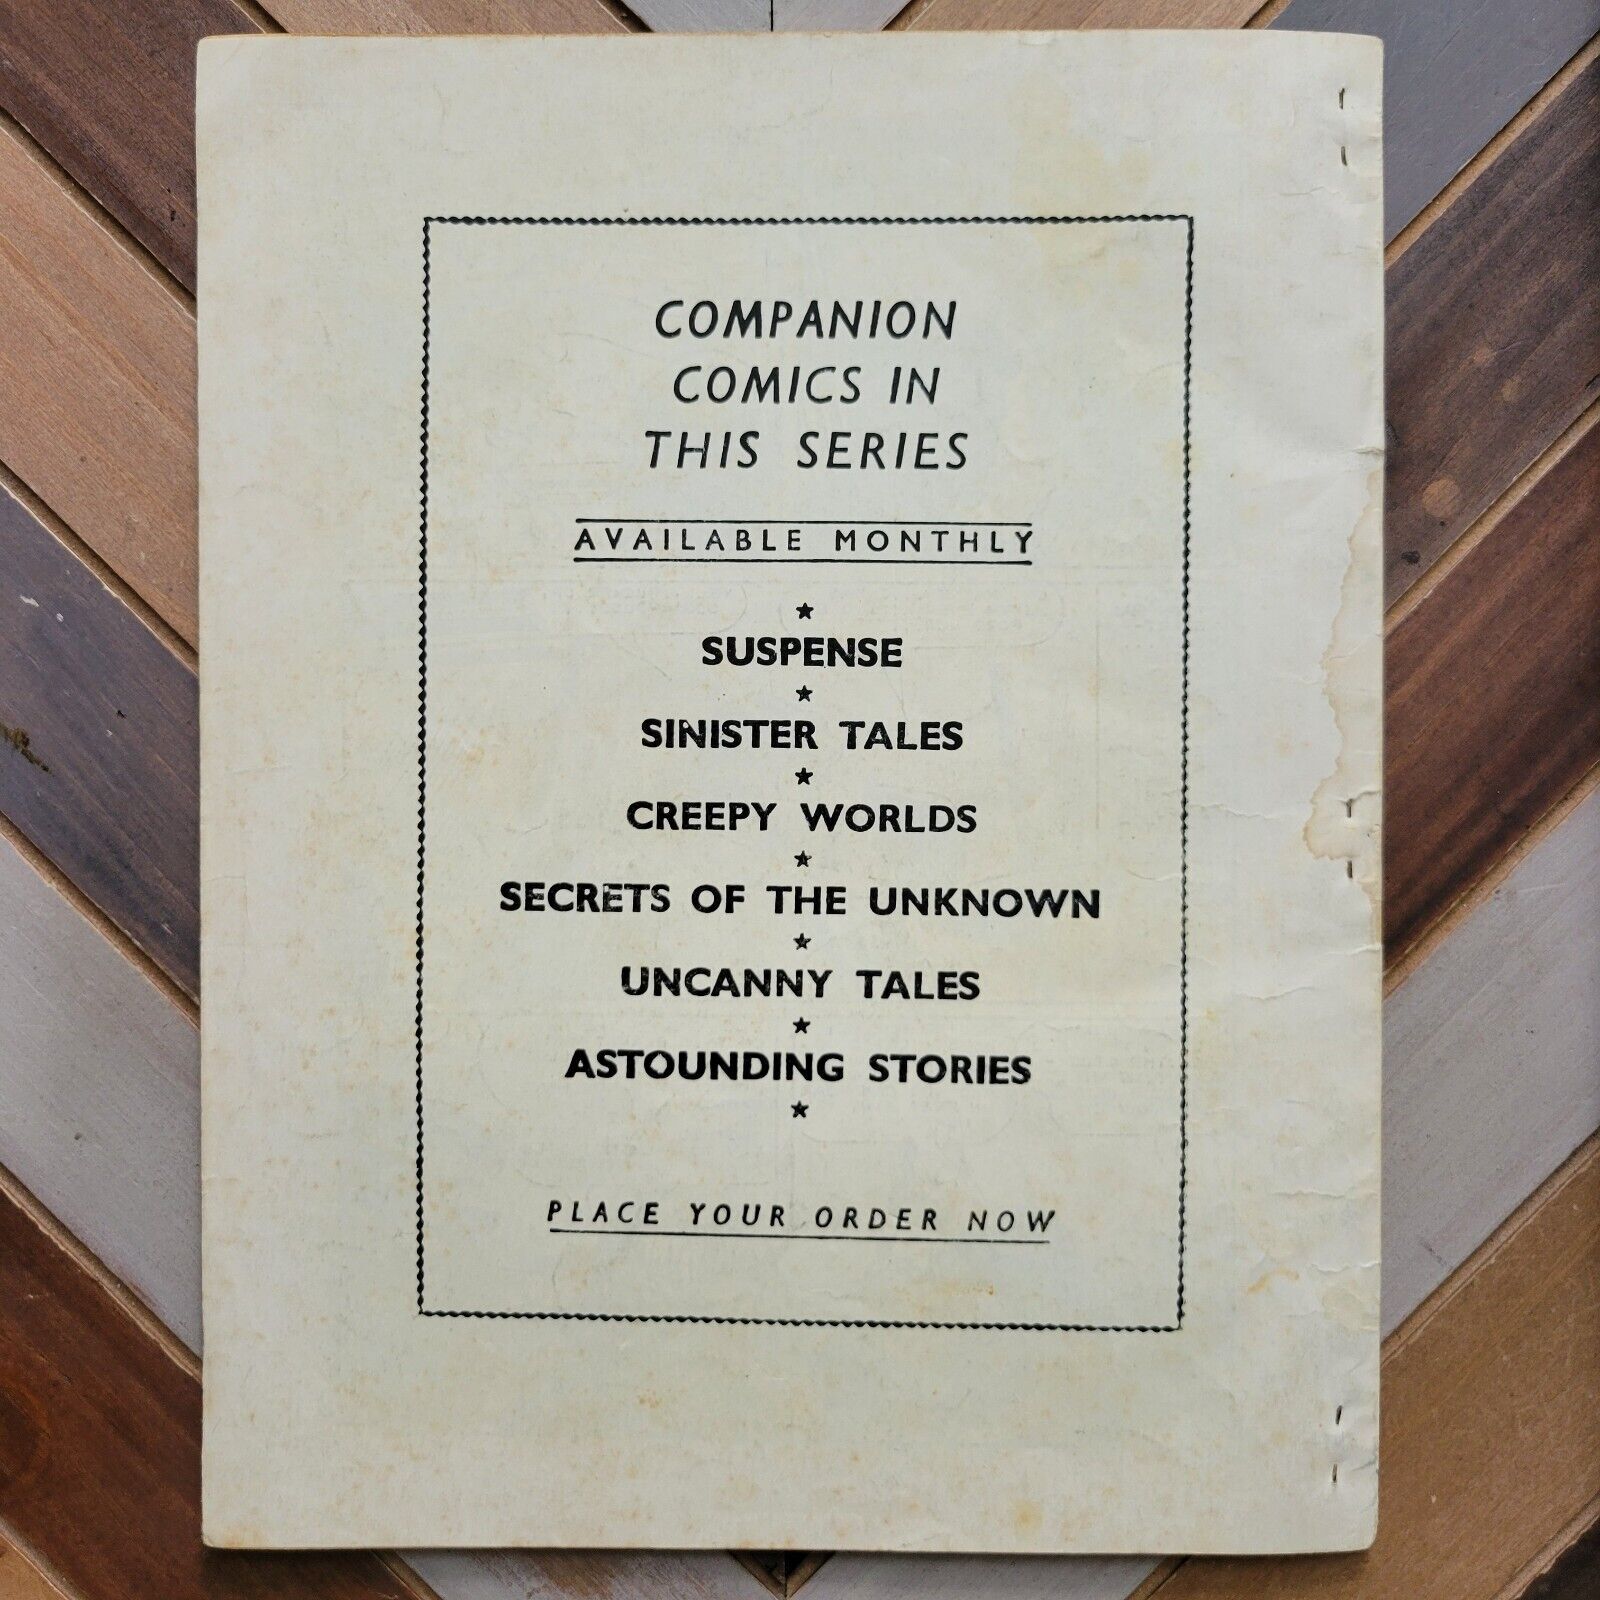 COMPANION
COMICS IN
THIS SERIES
AVAILABLE MONTHLY
SUSPENSE
SINISTER TALES
CREEPY WORLDS
SECRETS OF THE UNKNOWN
UNCANNY TALES
ASTOUNDING STORIES
PLACE YOUR ORDER NOW